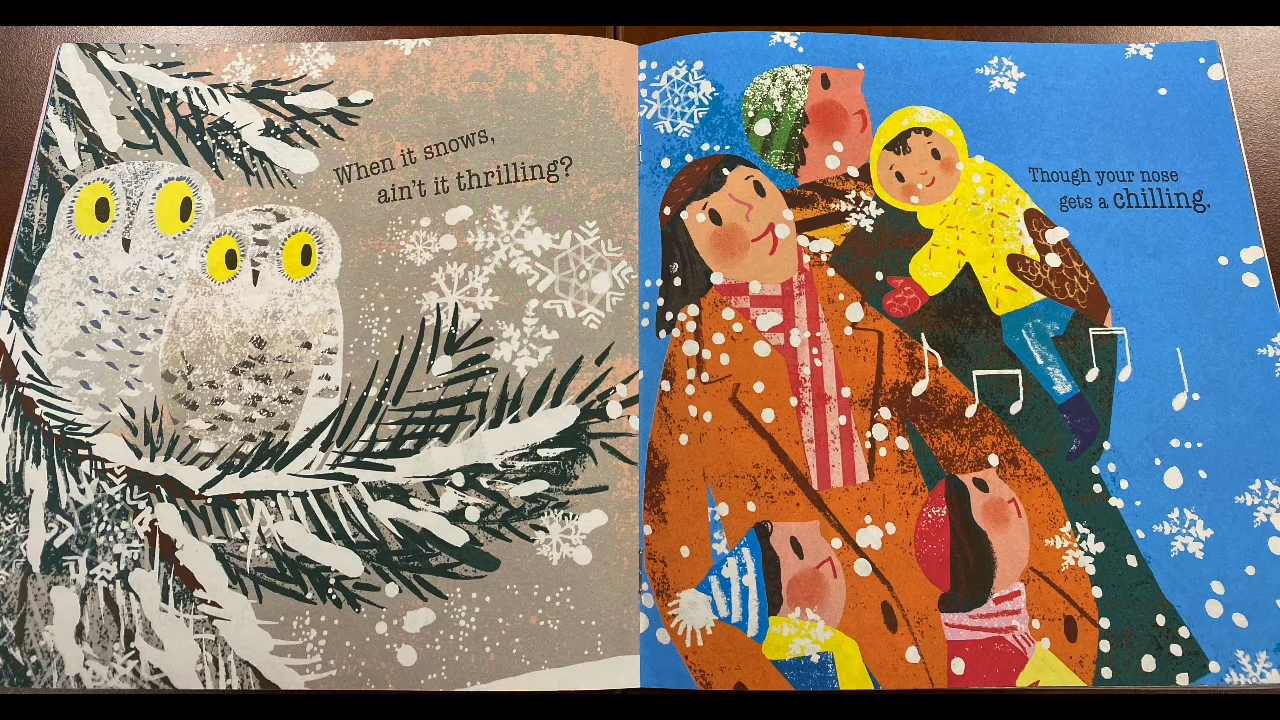 When it snows,
ain't it thrilling?
Though your nose
gets a chilling.